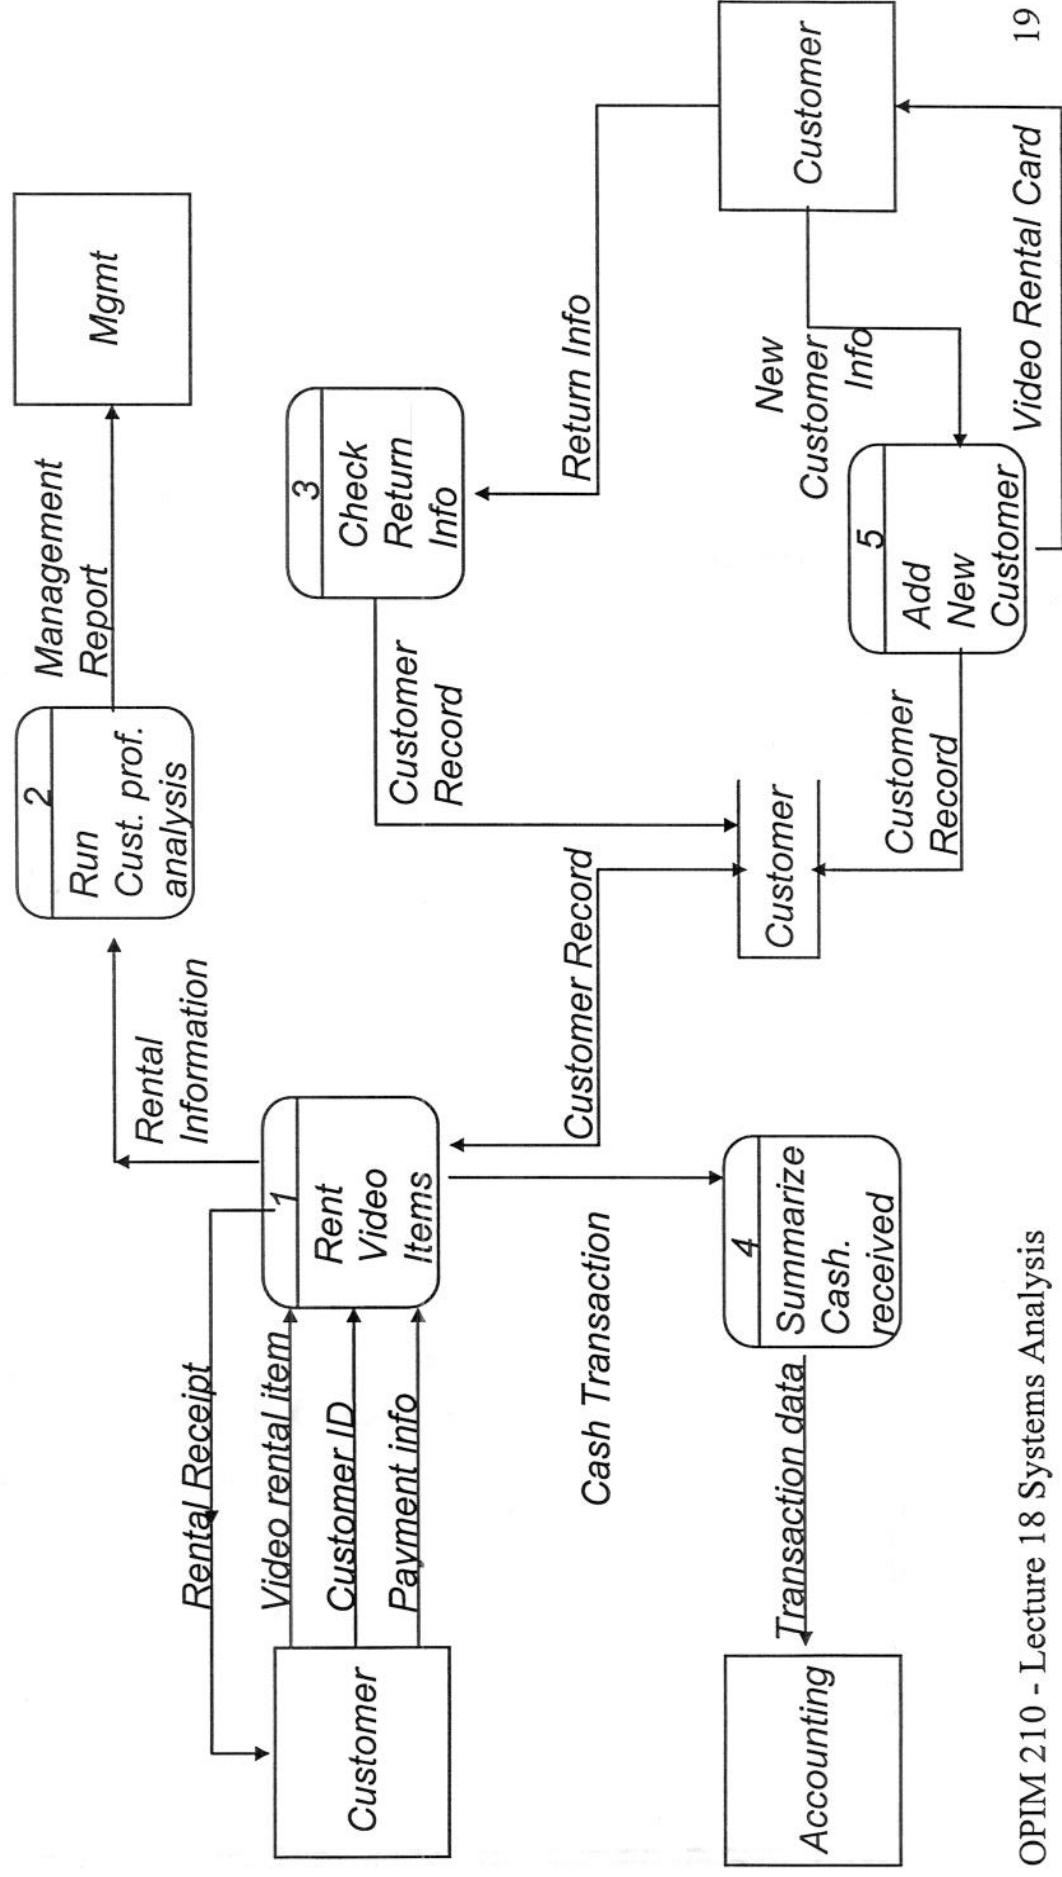 Rental Receipt
Video rental item
Customer ID
Payment info
Customer
1
Rent
Video
Items
Rental
Information
2
Run
Cust. prof.
analysis
Management
Report
Mgmt
3
Check
Return
Info
Return Info
Customer
Record
Customer Record
Customer
Customer
New
Customer
Info
5
Add
New
Customer
Customer
Record
Video Rental Card
Cash Transaction
4
Summarize
Cash.
received
Transaction data
Accounting
OPIM 210 - Lecture 18 Systems Analysis
19